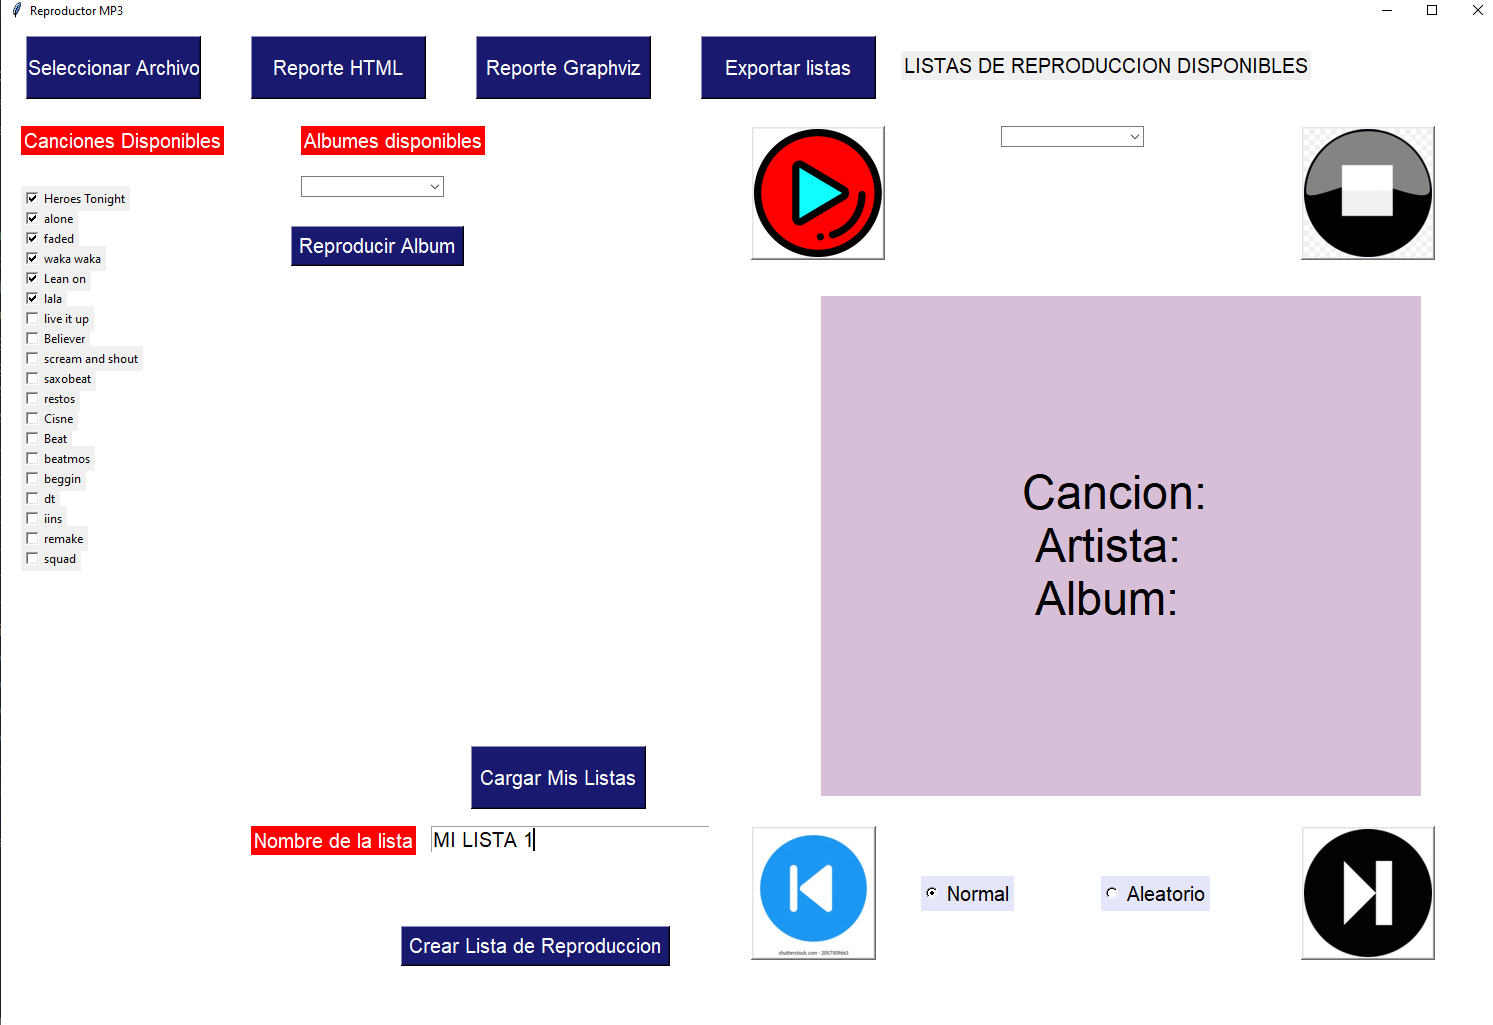 Reproductor MP3
Seleccionar Archivo
Reporte HTML
Reporte Graphviz
Exportar listas
LISTAS DE REPRODUCCION DISPONIBLES
Canciones Disponibles
Albumes disponibles
Heroes Tonight
alone
faded
waka waka
Lean on
lala
live it up
Believer
scream and shout
saxobeat
restos
Cisne
Beat
beatmos
beggin
dt
iins
remake
squad
Reproducir Album
Cancion:
Artista:
Album:
Cargar Mis Listas
Nombre de la lista
MI LISTA 1
Crear Lista de Reproduccion
shutterstock.com · 2057509661
Normal
Aleatorio